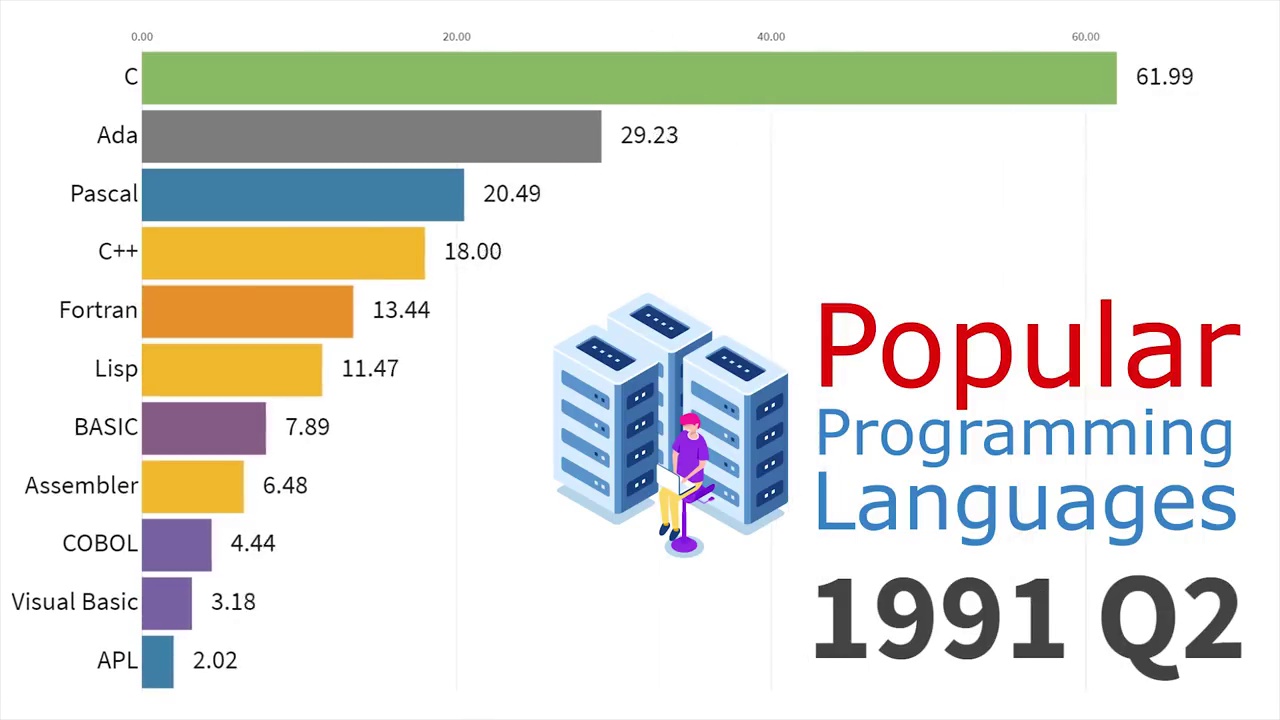 0.00 20.00 40.00 60.00
C 61.99
Ada 29.23
Pascal 20.49
C++ 18.00
Fortran 13.44
Lisp 11.47
BASIC 7.89
Assembler 6.48
COBOL 4.44
Visual Basic 3.18
APL 2.02
Popular
Programming
Languages
1991 Q2